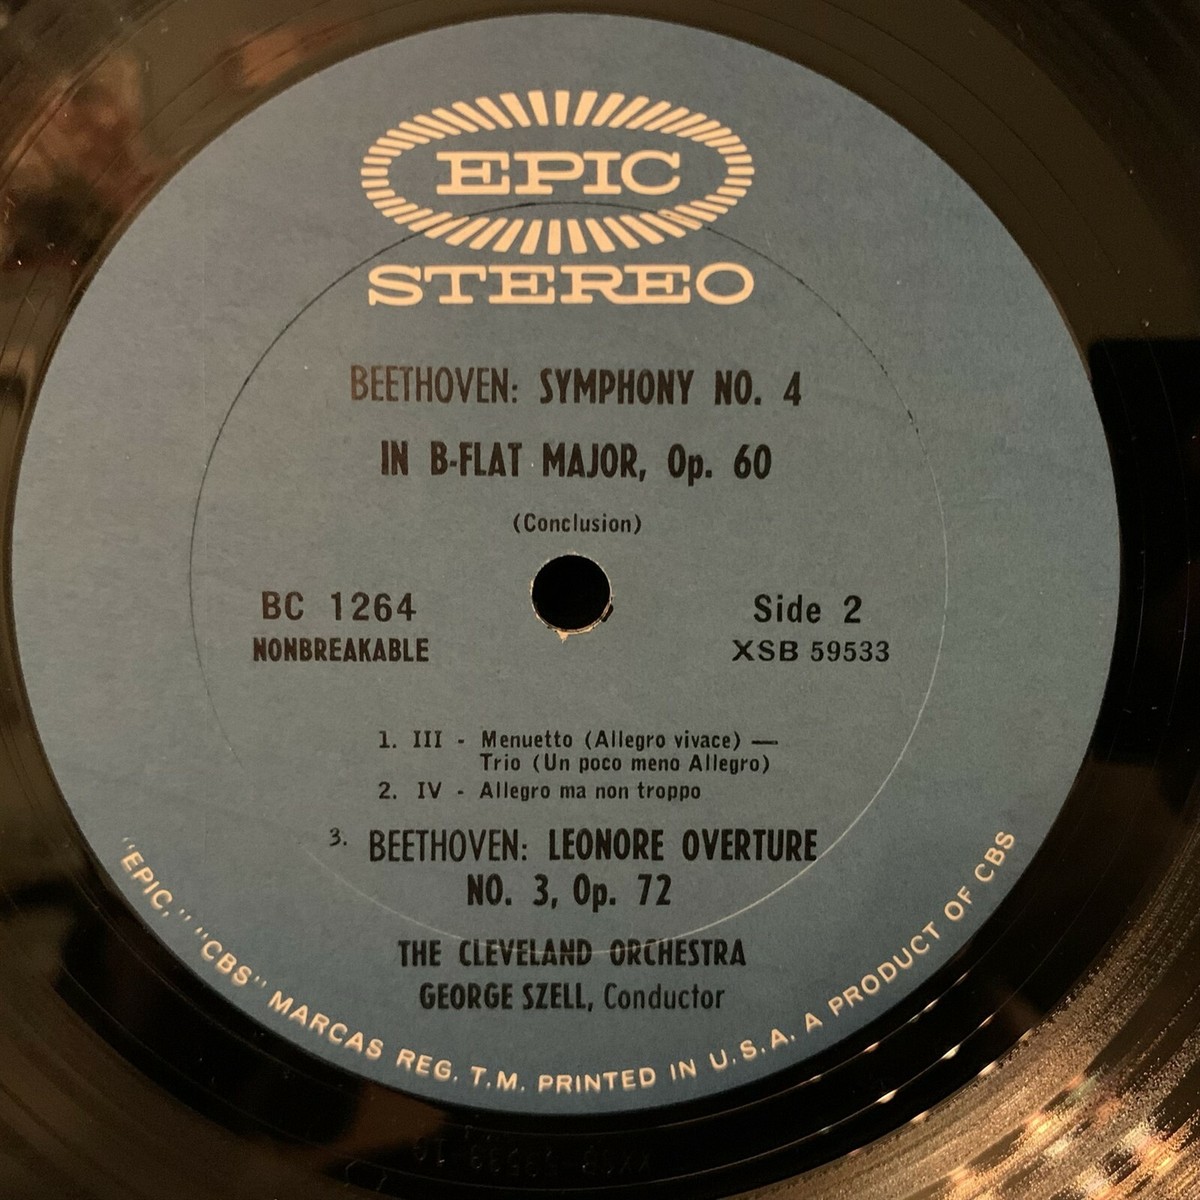 EPIC
STEREO
BEETHOVEN: SYMPHONY NO. 4
IN B-FLAT MAJOR, Op. 60
(Conclusion)
BC 1264
NONBREAKABLE
Side 2
XSB 59533
1. III - Menuetto (Allegro vivace) —
Trio (Un poco meno Allegro)
2. IV - Allegro ma non troppo
3. BEETHOVEN: LEONORE OVERTURE
NO. 3, Op. 72
THE CLEVELAND ORCHESTRA
GEORGE SZELL, Conductor
"EPIC," "CBS" MARCAS REG. T.M. PRINTED IN U.S.A. A PRODUCT OF CBS